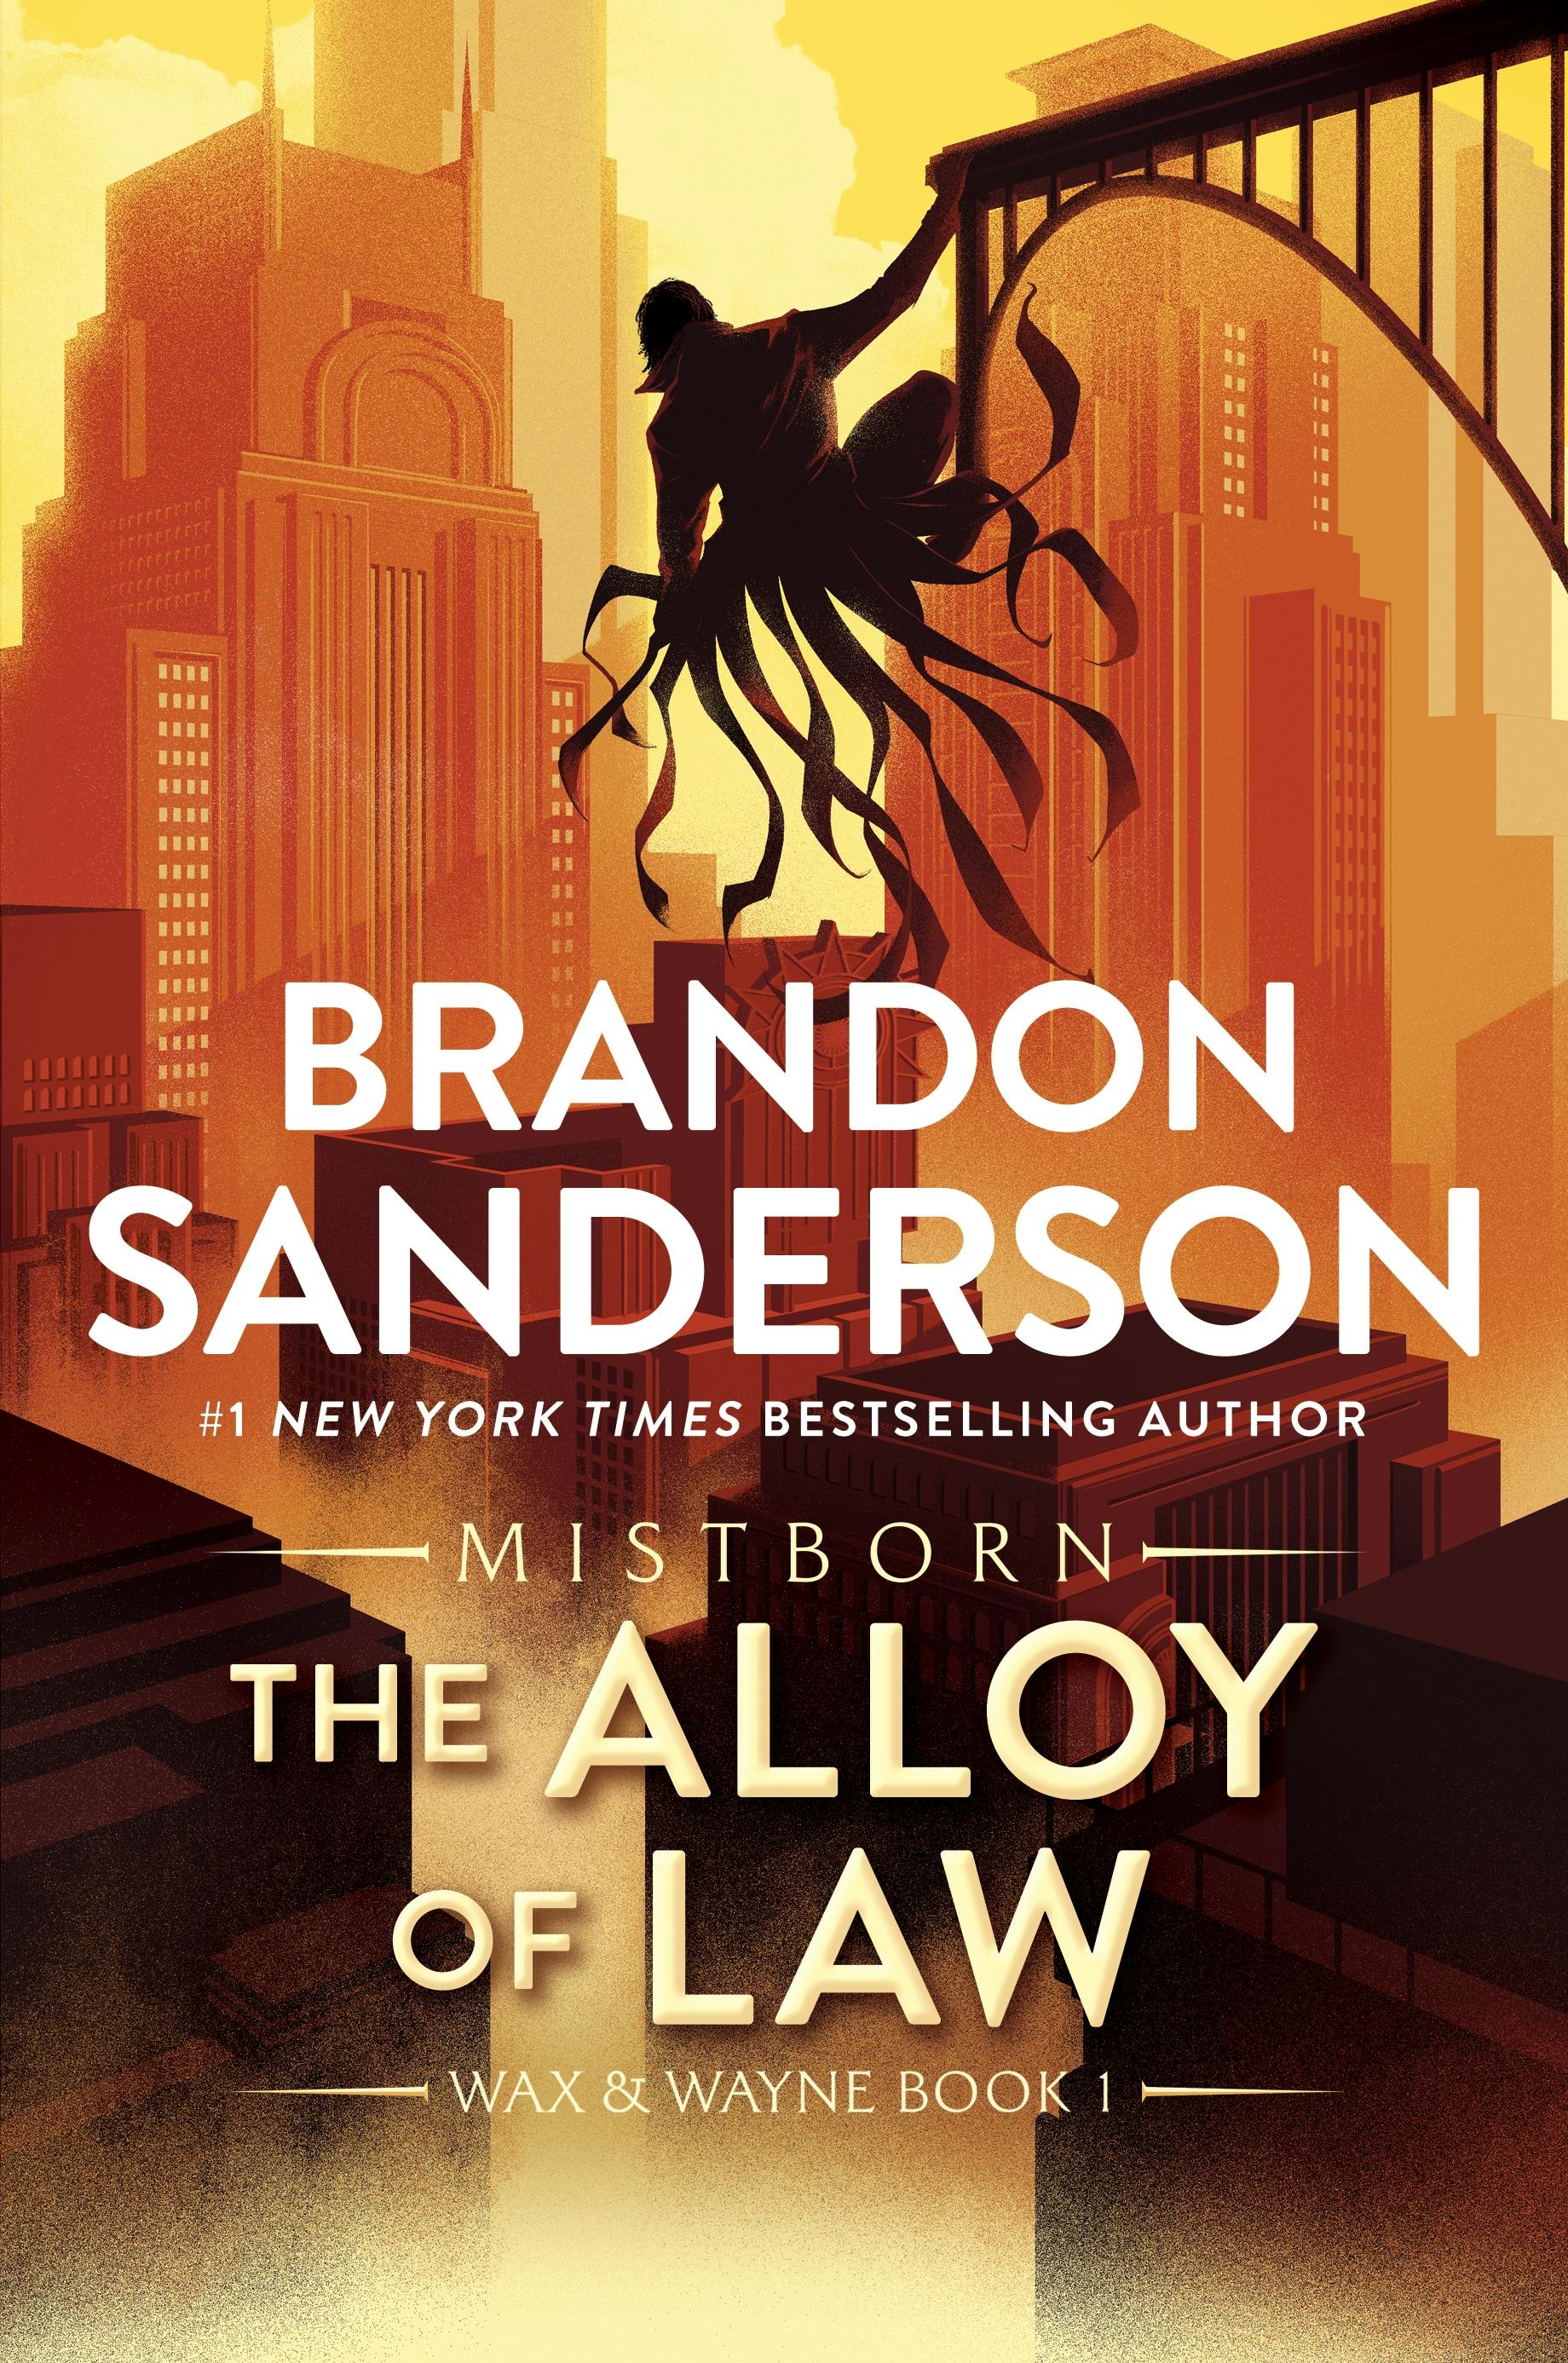 BRANDON
SANDERSON
#1 NEW YORK TIMES BESTSELLING AUTHOR
MISTBORN
THE ALLOY
OF LAW
WAX & WAYNE BOOK 1